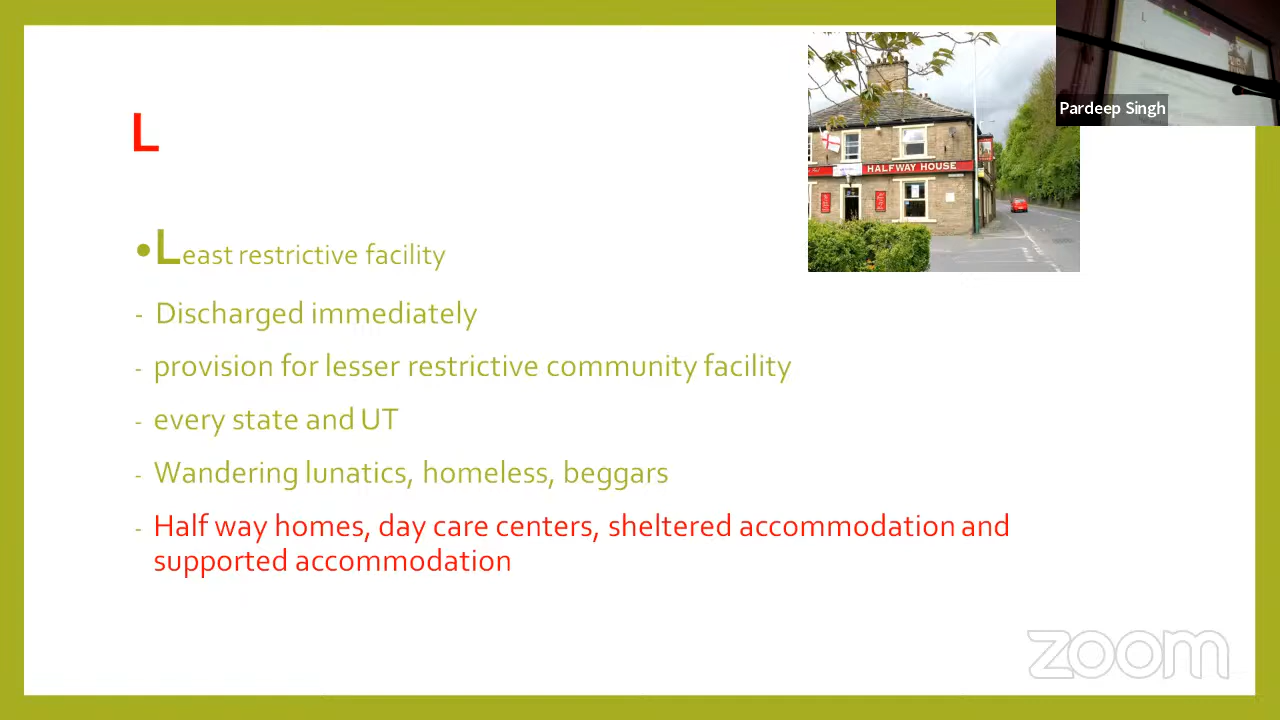 L
Pardeep Singh
HALFWAY HOUSE
L
•Least restrictive facility
- Discharged immediately
- provision for lesser restrictive community facility
- every state and UT
- Wandering lunatics, homeless, beggars
- Half way homes, day care centers, sheltered accommodation and
supported accommodation
zoom